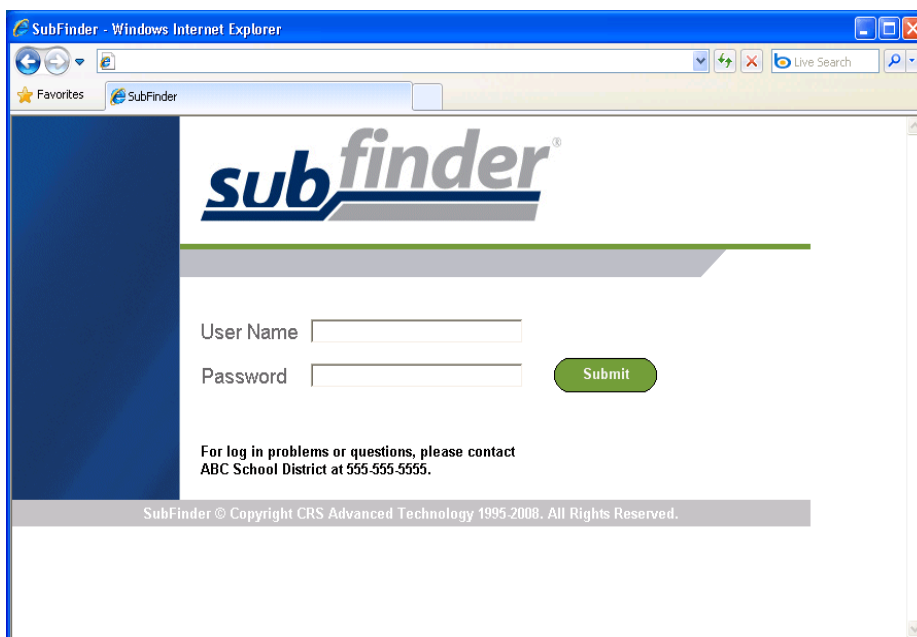 SubFinder - Windows Internet Explorer
Live Search
Favorites
SubFinder
subfinder®
User Name
Password
Submit
For log in problems or questions, please contact
ABC School District at 555-555-5555.
SubFinder © Copyright CRS Advanced Technology 1995-2008. All Rights Reserved.